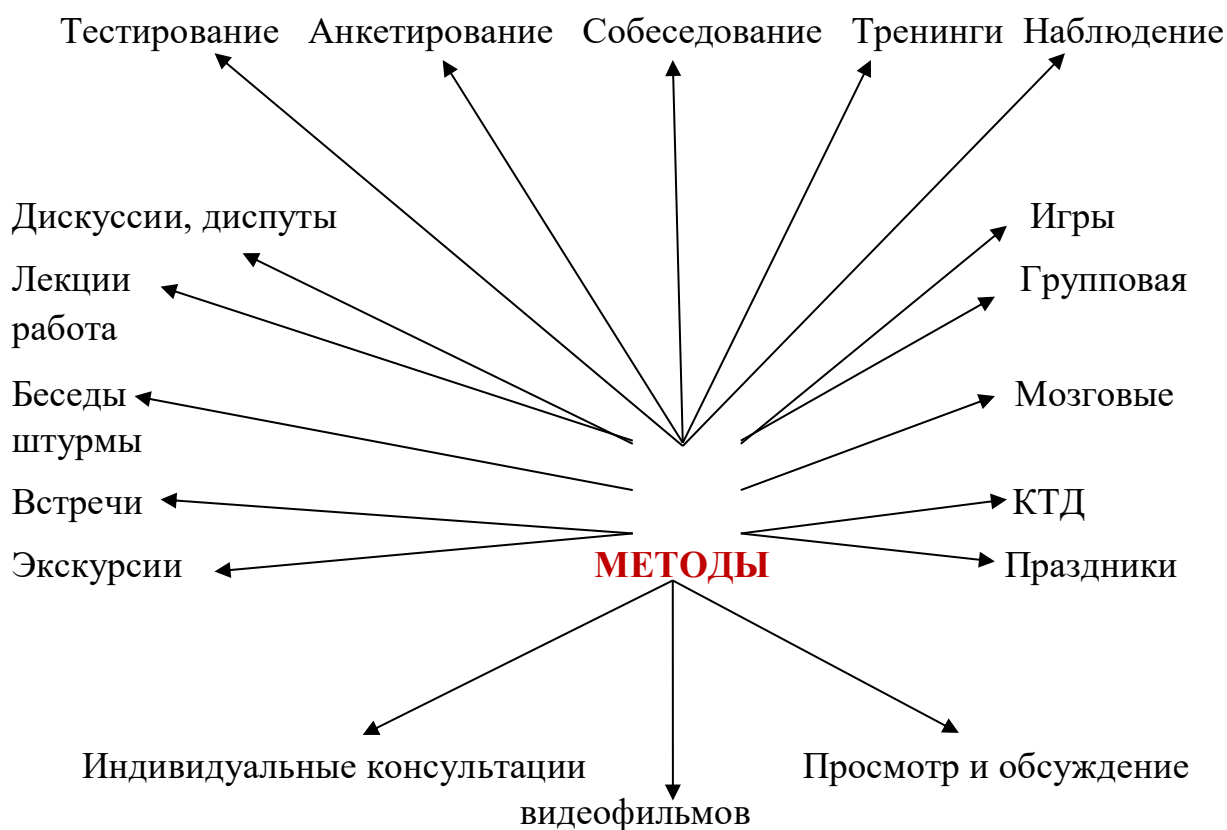 Тестирование Анкетирование Собеседование Тренинги Наблюдение
Дискуссии, диспуты Игры
Лекции Групповая
работа
Беседы Мозговые
штурмы
Встречи КТД
Экскурсии МЕТОДЫ Праздники
Индивидуальные консультации Просмотр и обсуждение
видеофильмов